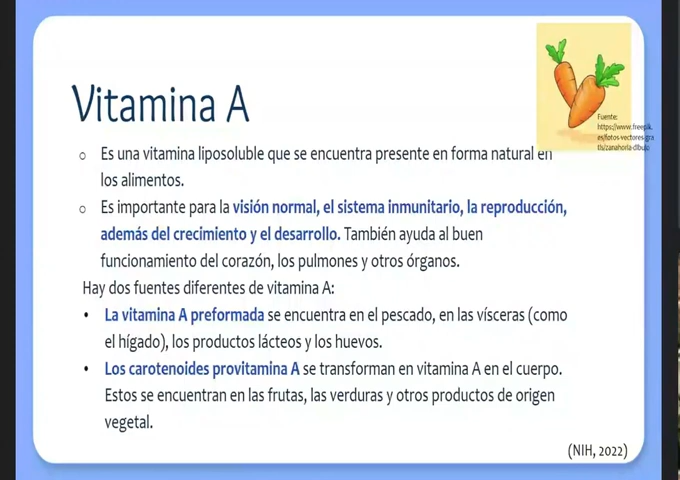 Vitamina A
Fuente:
https://www.freepik.
es/fotos-vectores-gra
tis/zanahoria-dibujo
○ Es una vitamina liposoluble que se encuentra presente en forma natural en
los alimentos.
○ Es importante para la visión normal, el sistema inmunitario, la reproducción,
además del crecimiento y el desarrollo. También ayuda al buen
funcionamiento del corazón, los pulmones y otros órganos.
Hay dos fuentes diferentes de vitamina A:
• La vitamina A preformada se encuentra en el pescado, en las vísceras (como
el hígado), los productos lácteos y los huevos.
• Los carotenoides provitamina A se transforman en vitamina A en el cuerpo.
Estos se encuentran en las frutas, las verduras y otros productos de origen
vegetal.
(NIH, 2022)